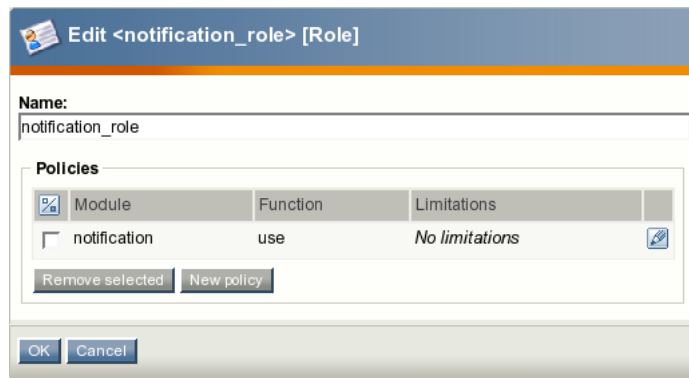 Edit <notification_role> [Role]
Name:
notification_role
Policies
Module Function Limitations
notification use No limitations
Remove selected New policy
OK Cancel